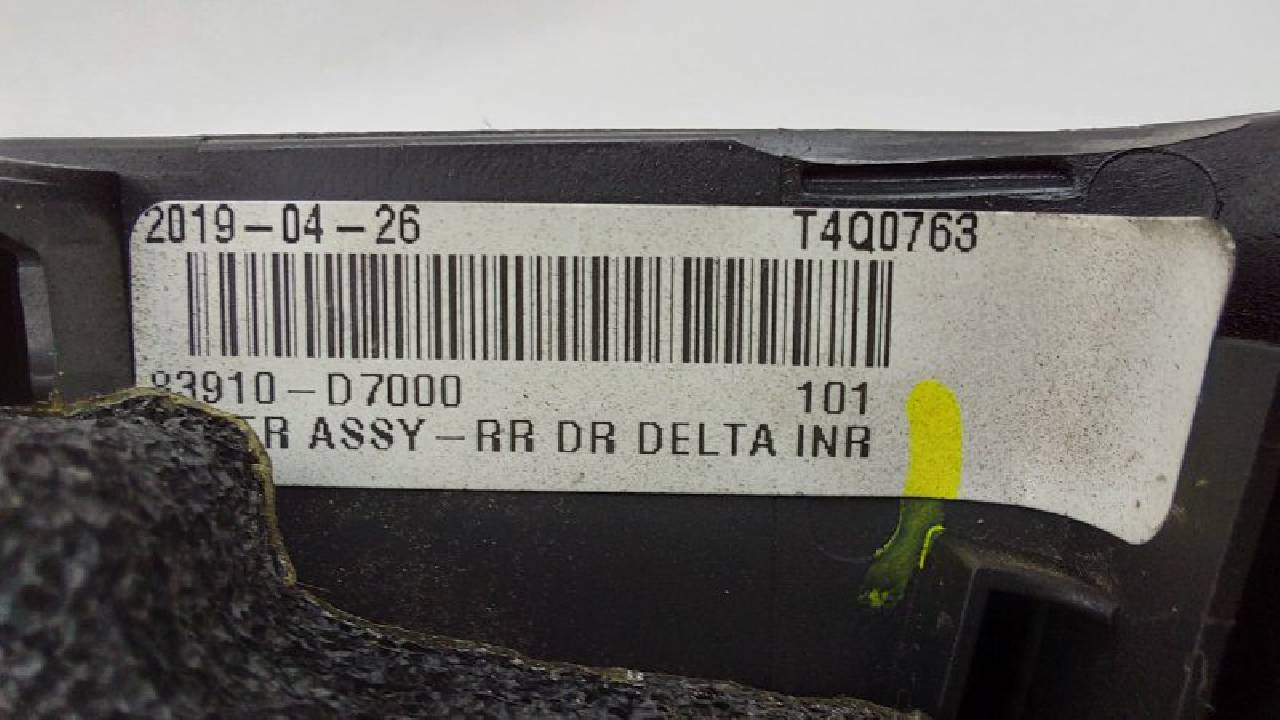 2019-04-26 T4Q0763
83910-D7000 101
ASSY-RR DR DELTA INR